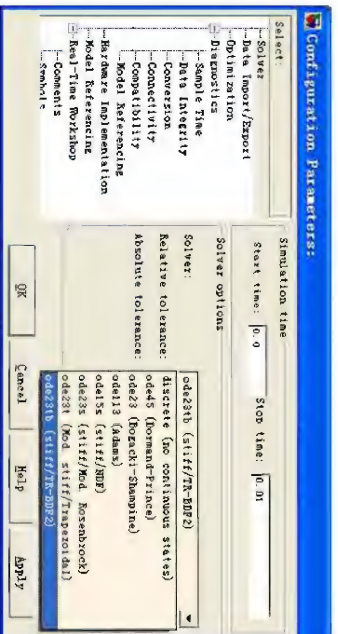 Configuration Parameters:
Select:
Solver
Data Import/Export
Optimization
Diagnostics
Sample Time
Data Integrity
Conversion
Connectivity
Compatibility
Model Referencing
Hardware Implementation
Model Referencing
Real-Time Workshop
Comments
Symbols
Simulation time
Start time: 0.0
Stop time: 0.01
Solver options
Solver:
ode23tb (stiff/TR-BDF2)
Relative tolerance:
Absolute tolerance:
discrete (no continuous states)
ode45 (Dormand-Prince)
ode23 (Bogacki-Shampine)
ode113 (Adams)
ode15s (stiff/NDF)
ode23s (stiff/Mod. Rosenbrock)
ode23t (Mod. stiff/Trapezoidal)
ode23tb (stiff/TR-BDF2)
OK
Cancel
Help
Apply